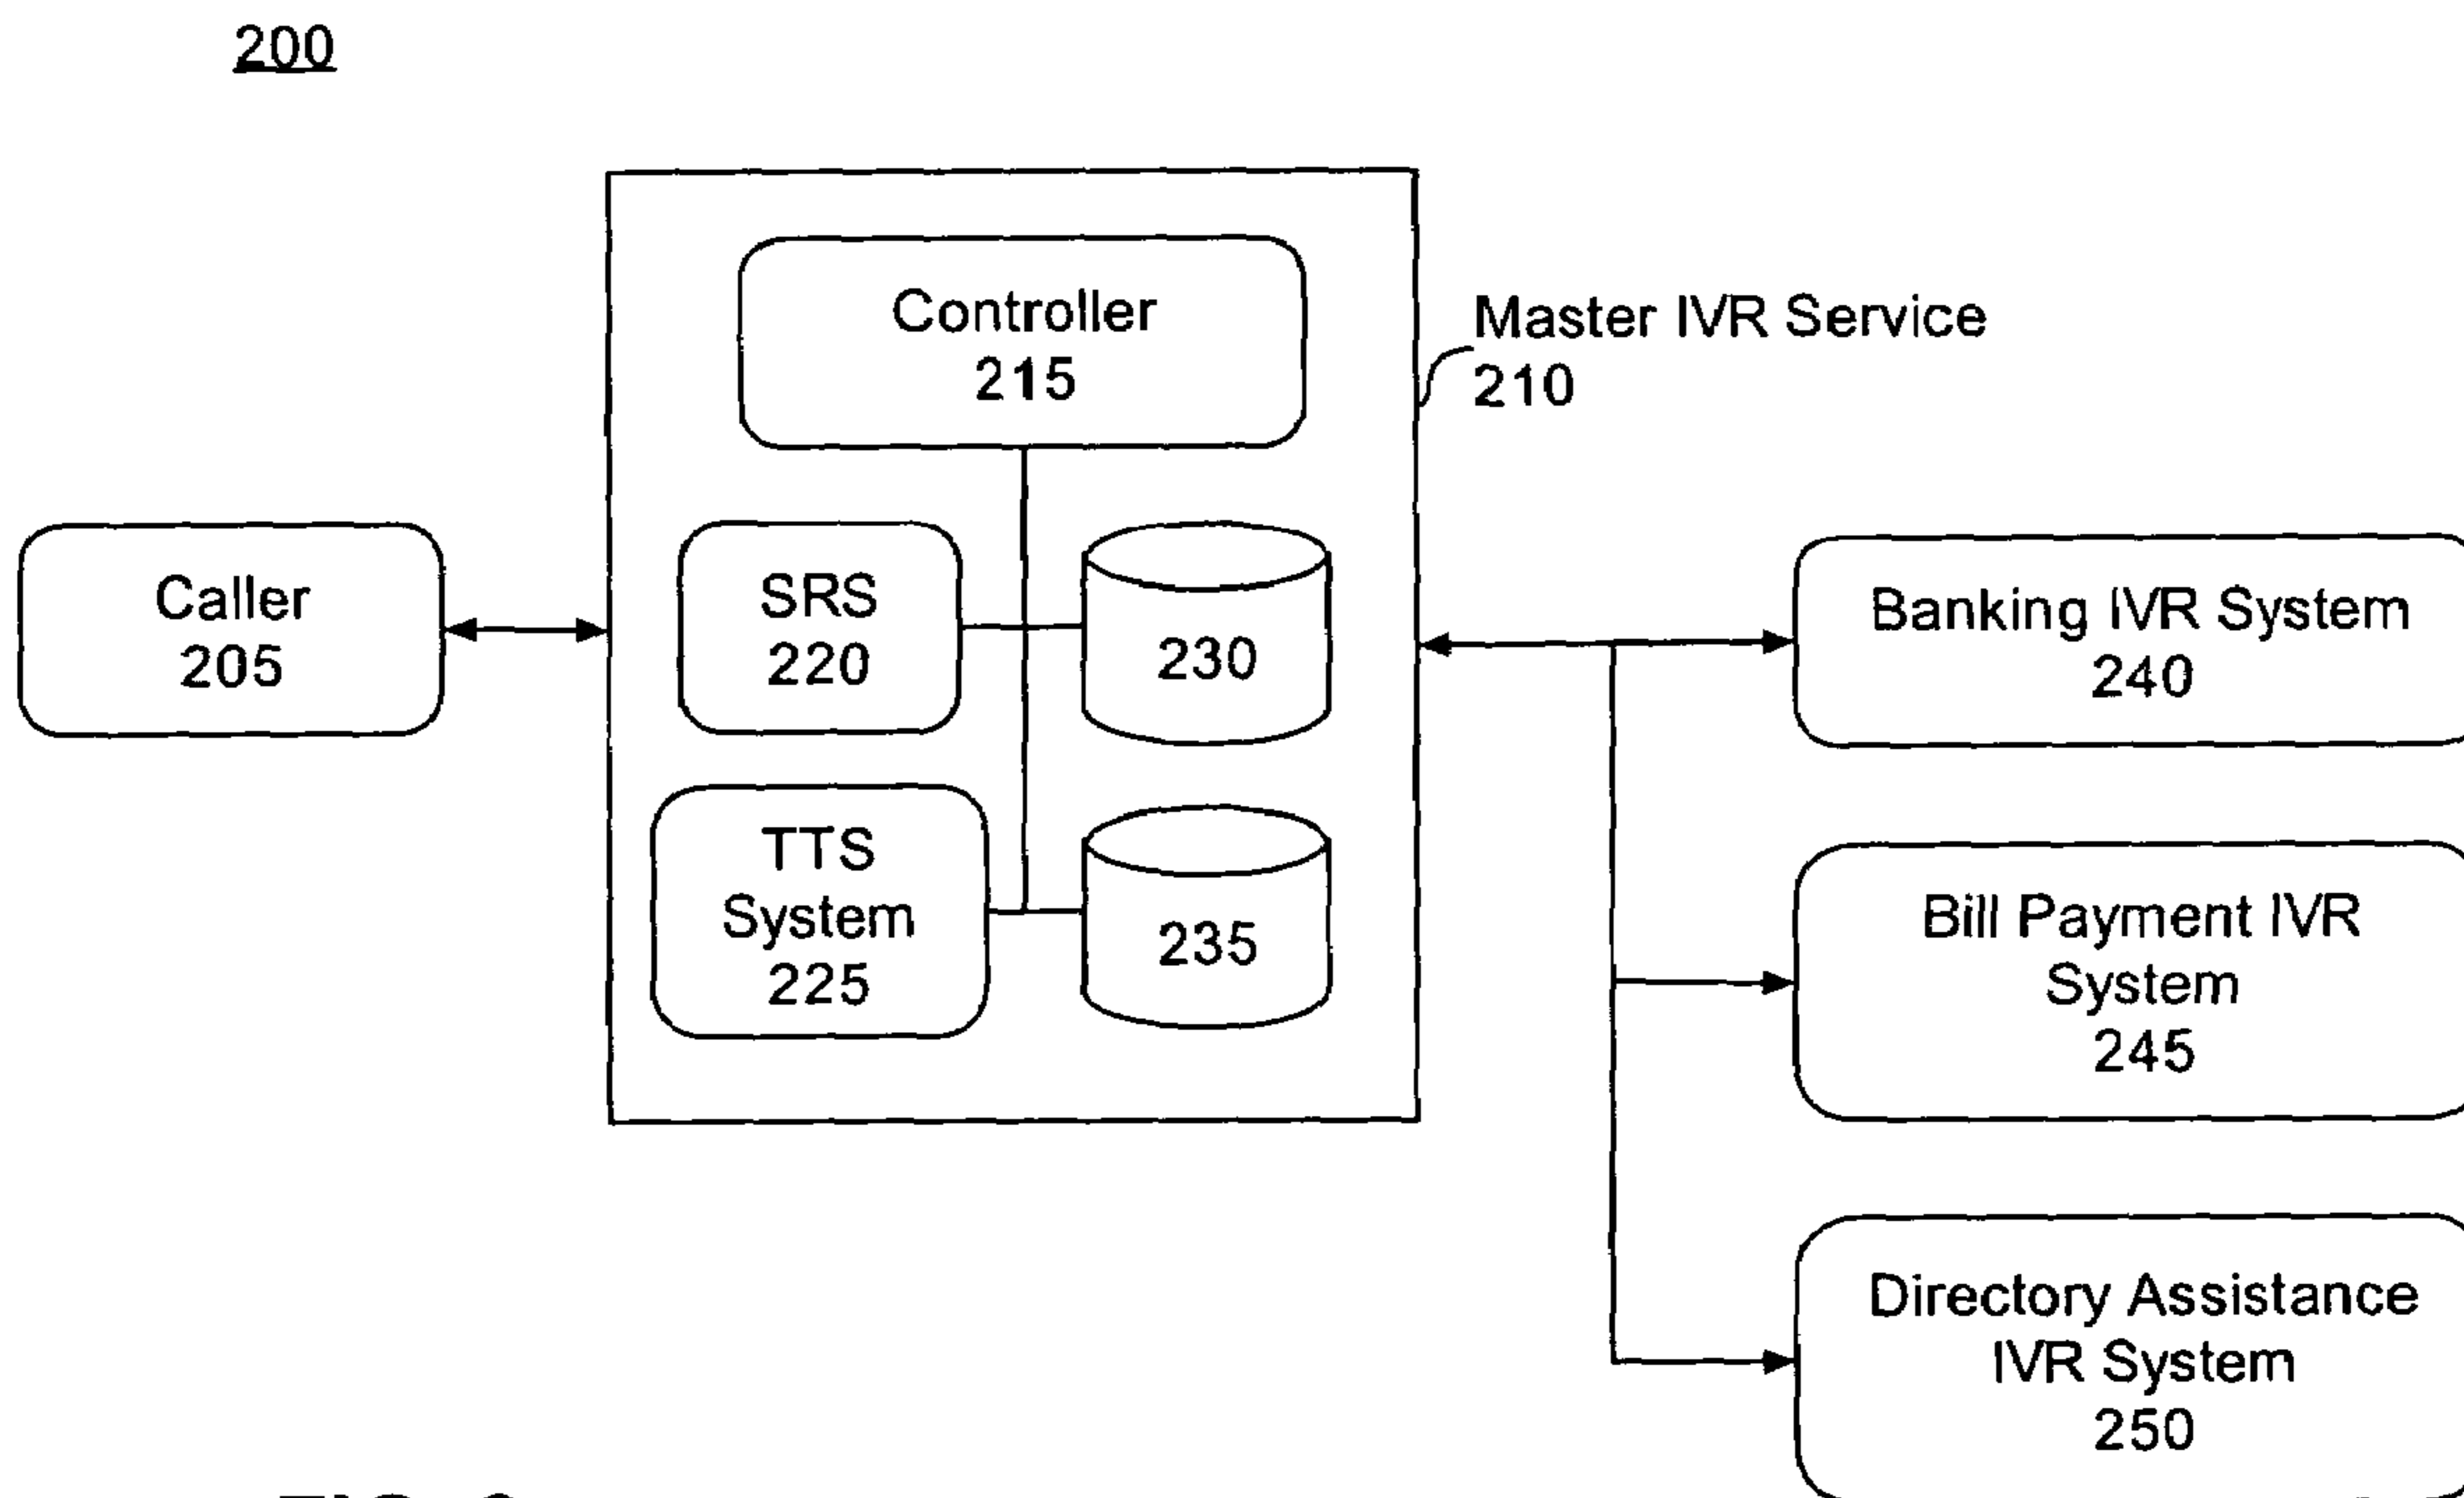 200
Controller
215
Master IVR Service
210
Caller
205
SRS
220
230
Banking IVR System
240
TTS
System
225
235
Bill Payment IVR
System
245
Directory Assistance
IVR System
250